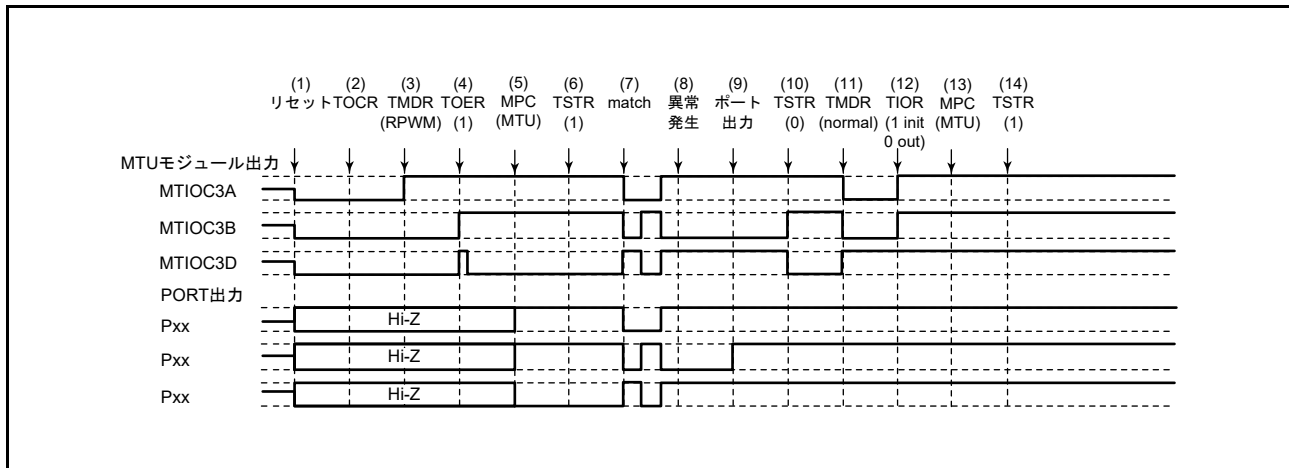 (1) (2) (3) (4) (5) (6) (7) (8) (9) (10) (11) (12) (13) (14)
リセット TOCR TMDR TOER MPC TSTR match 異常 ポート TSTR TMDR TIOR MPC TSTR
(RPWM) (1) (MTU) (1) 発生 出力 (0) (normal) (1 init (MTU) (1)
0 out)
MTUモジュール出力
MTIOC3A
MTIOC3B
MTIOC3D
PORT出力
Pxx Hi-Z
Pxx Hi-Z
Pxx Hi-Z